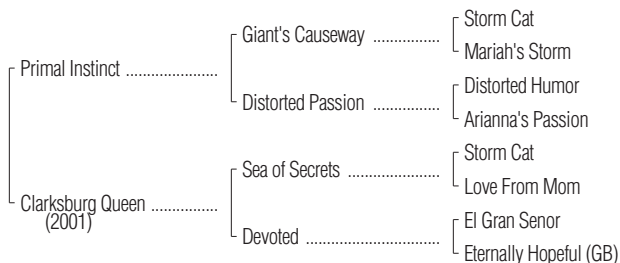 Storm Cat
Giant's Causeway ................
Mariah's Storm
Primal Instinct ......................
Distorted Humor
Distorted Passion ............
Arianna's Passion
Storm Cat
Sea of Secrets ......................
Love From Mom
Clarksburg Queen ................
(2001)
El Gran Senor
Devoted ................................
Eternally Hopeful (GB)